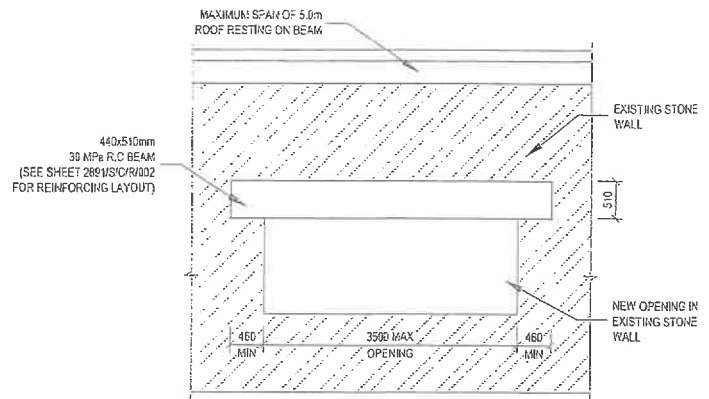 MAXIMUM SPAN OF 5.0m
ROOF RESTING ON BEAM
EXISTING STONE
WALL
440x510mm
30 MPa R.C BEAM
(SEE SHEET 2891/S/C/R/002
FOR REINFORCING LAYOUT)
510
NEW OPENING IN
EXISTING STONE
WALL
460
MIN
3500 MAX
OPENING
460
MIN